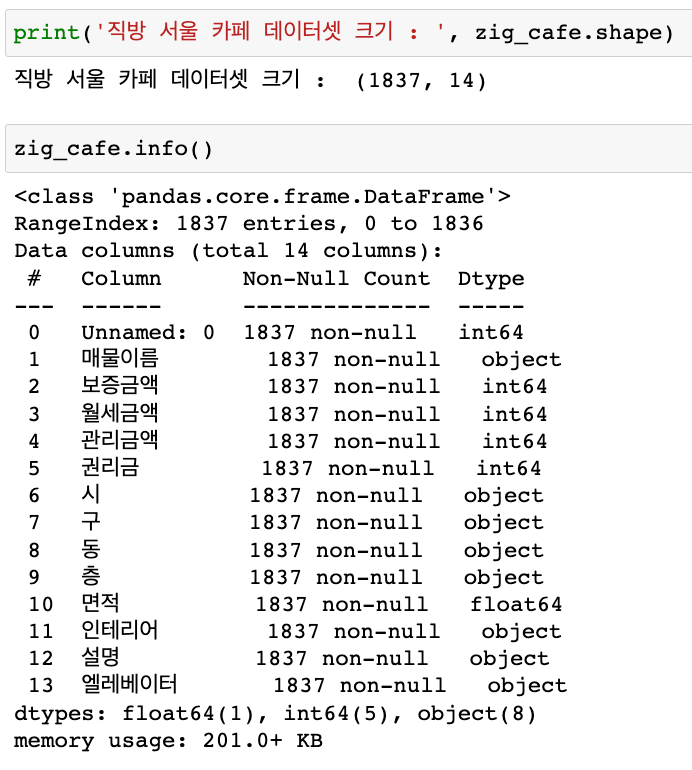 print('직방 서울 카페 데이터셋 크기 : ', zig_cafe.shape)
직방 서울 카페 데이터셋 크기 :  (1837, 14)
zig_cafe.info()
<class 'pandas.core.frame.DataFrame'>
RangeIndex: 1837 entries, 0 to 1836
Data columns (total 14 columns):
 #   Column      Non-Null Count  Dtype
---  ------      --------------  -----
 0   Unnamed: 0  1837 non-null   int64
 1   매물이름        1837 non-null   object
 2   보증금액        1837 non-null   int64
 3   월세금액        1837 non-null   int64
 4   관리금액        1837 non-null   int64
 5   권리금         1837 non-null   int64
 6   시           1837 non-null   object
 7   구           1837 non-null   object
 8   동           1837 non-null   object
 9   층           1837 non-null   object
 10  면적          1837 non-null   float64
 11  인테리어        1837 non-null   object
 12  설명          1837 non-null   object
 13  엘레베이터       1837 non-null   object
dtypes: float64(1), int64(5), object(8)
memory usage: 201.0+ KB